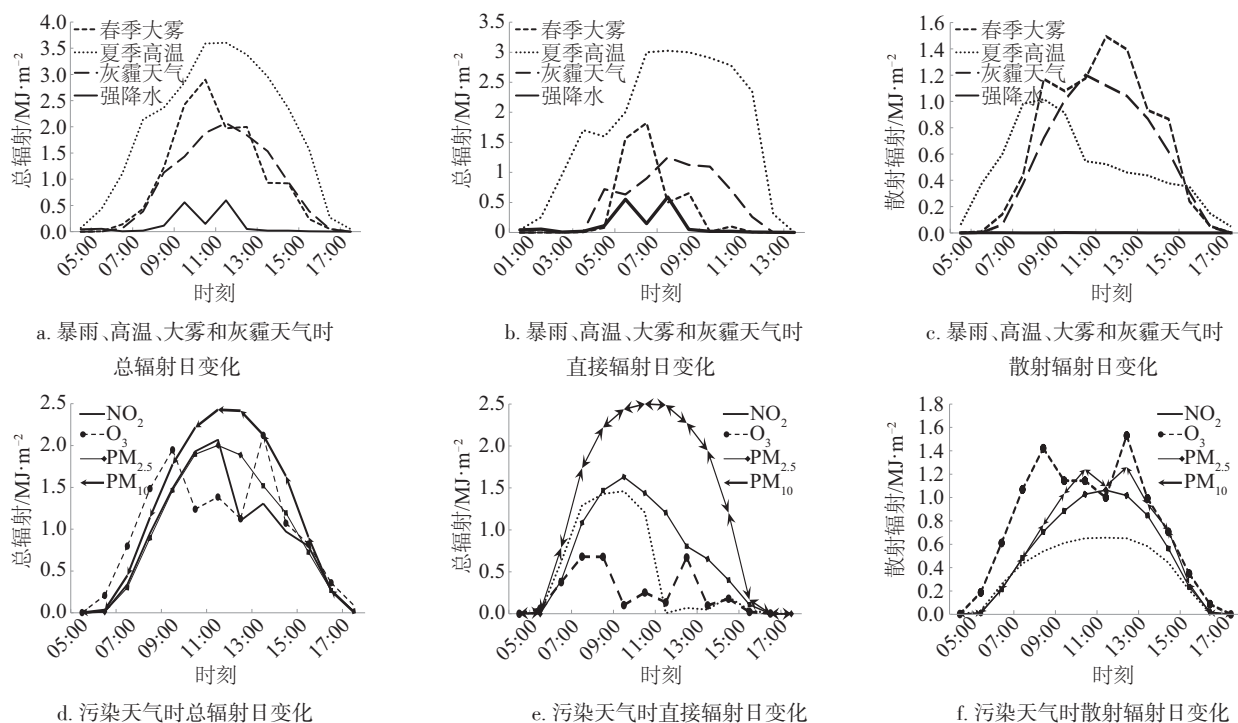 4.0
3.5
3.0
2.5
2.0
1.5
1.0
0.5
0.0
总辐射/MJ·m⁻²
春季大雾
夏季高温
灰霾天气
强降水
05:00
07:00
09:00
11:00
13:00
15:00
17:00
时刻
a. 暴雨、高温、大雾和灰霾天气时
总辐射日变化
3.5
3
2.5
2
1.5
1
0.5
0
总辐射/MJ·m⁻²
春季大雾
夏季高温
灰霾天气
强降水
01:00
03:00
05:00
07:00
09:00
11:00
13:00
时刻
b. 暴雨、高温、大雾和灰霾天气时
直接辐射日变化
1.6
1.4
1.2
1.0
0.8
0.6
0.4
0.2
0.0
散射辐射/MJ·m⁻²
春季大雾
夏季高温
灰霾天气
强降水
05:00
07:00
09:00
11:00
13:00
15:00
17:00
时刻
c. 暴雨、高温、大雾和灰霾天气时
散射辐射日变化
2.5
2.0
1.5
1.0
0.5
0.0
总辐射/MJ·m⁻²
NO₂
O₃
PM₂.₅
PM₁₀
05:00
07:00
09:00
11:00
13:00
15:00
17:00
时刻
d. 污染天气时总辐射日变化
2.5
2.0
1.5
1.0
0.5
0.0
总辐射/MJ·m⁻²
05:00
07:00
09:00
11:00
13:00
15:00
17:00
时刻
e. 污染天气时直接辐射日变化
1.8
1.6
1.4
1.2
1.0
0.8
0.6
0.4
0.2
0.0
散射辐射/MJ·m⁻²
NO₂
O₃
PM₂.₅
PM₁₀
05:00
07:00
09:00
11:00
13:00
15:00
17:00
时刻
f. 污染天气时散射辐射日变化